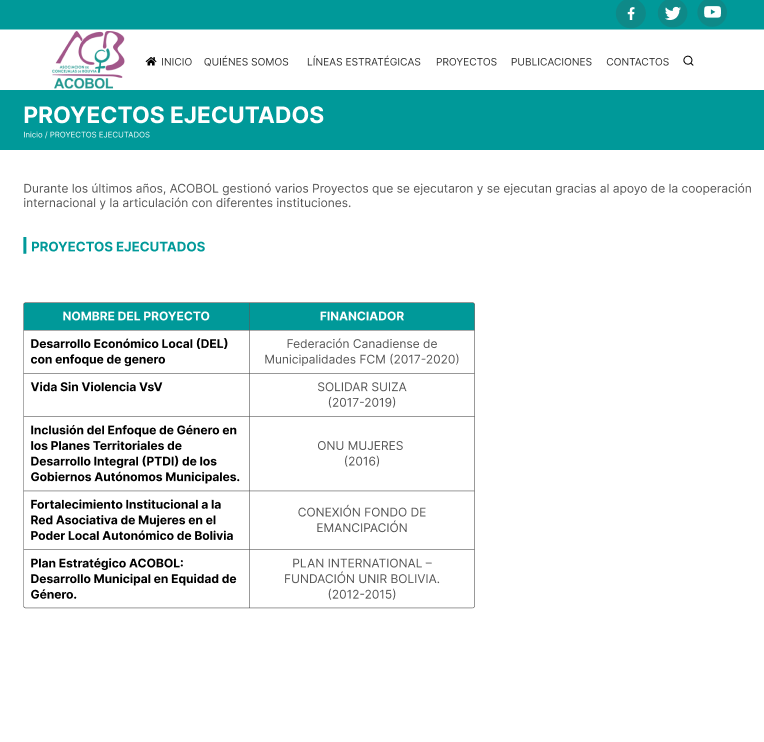 ACB
ASOCIACIÓN DE
CONCEJALAS DE BOLIVIA
ACOBOL
INICIO QUIÉNES SOMOS LÍNEAS ESTRATÉGICAS PROYECTOS PUBLICACIONES CONTACTOS
PROYECTOS EJECUTADOS
Inicio / PROYECTOS EJECUTADOS
Durante los últimos años, ACOBOL gestionó varios Proyectos que se ejecutaron y se ejecutan gracias al apoyo de la cooperación
internacional y la articulación con diferentes instituciones.
PROYECTOS EJECUTADOS
NOMBRE DEL PROYECTO FINANCIADOR
Desarrollo Económico Local (DEL)
con enfoque de genero
Federación Canadiense de
Municipalidades FCM (2017-2020)
Vida Sin Violencia VsV
SOLIDAR SUIZA
(2017-2019)
Inclusión del Enfoque de Género en
los Planes Territoriales de
Desarrollo Integral (PTDI) de los
Gobiernos Autónomos Municipales.
ONU MUJERES
(2016)
Fortalecimiento Institucional a la
Red Asociativa de Mujeres en el
Poder Local Autonómico de Bolivia
CONEXIÓN FONDO DE
EMANCIPACIÓN
Plan Estratégico ACOBOL:
Desarrollo Municipal en Equidad de
Género.
PLAN INTERNATIONAL –
FUNDACIÓN UNIR BOLIVIA.
(2012-2015)